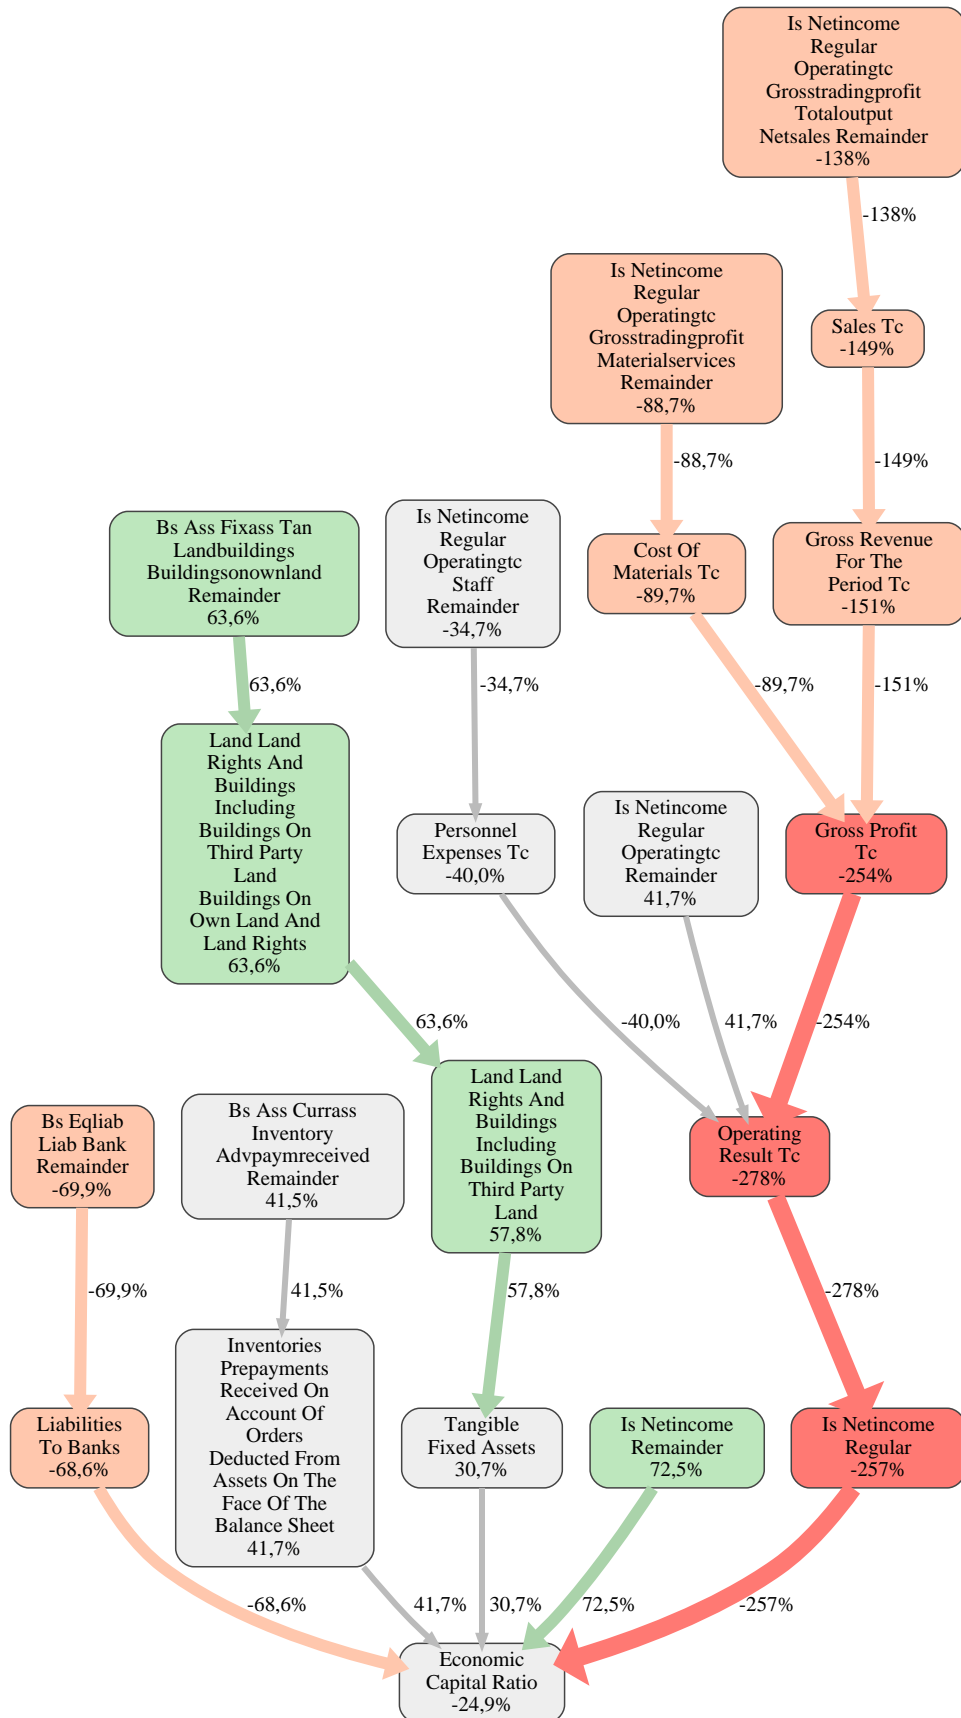 Is Netincome
Regular
Operatingtc
Grosstradingprofit
Totaloutput
Netsales Remainder
-138%
-138%
Is Netincome
Regular
Operatingtc
Grosstradingprofit
Materialservices
Remainder
-88,7%
Sales Tc
-149%
-88,7%
-149%
Bs Ass Fixass Tan
Landbuildings
Buildingsonownland
Remainder
63,6%
Is Netincome
Regular
Operatingtc
Staff
Remainder
-34,7%
Cost Of
Materials Tc
-89,7%
Gross Revenue
For The
Period Tc
-151%
63,6%
-34,7%
-89,7%
-151%
Land Land
Rights And
Buildings
Including
Buildings On
Third Party
Land
Buildings On
Own Land And
Land Rights
63,6%
Personnel
Expenses Tc
-40,0%
Is Netincome
Regular
Operatingtc
Remainder
41,7%
Gross Profit
Tc
-254%
63,6%
-40,0%
41,7%
-254%
Bs Eqliab
Liab Bank
Remainder
-69,9%
Bs Ass Currass
Inventory
Advpaymreceived
Remainder
41,5%
Land Land
Rights And
Buildings
Including
Buildings On
Third Party
Land
57,8%
Operating
Result Tc
-278%
-69,9%
41,5%
57,8%
-278%
Liabilities
To Banks
-68,6%
Inventories
Prepayments
Received On
Account Of
Orders
Deducted From
Assets On The
Face Of The
Balance Sheet
41,7%
Tangible
Fixed Assets
30,7%
Is Netincome
Remainder
72,5%
Is Netincome
Regular
-257%
-68,6%
41,7%
30,7%
72,5%
-257%
Economic
Capital Ratio
-24,9%